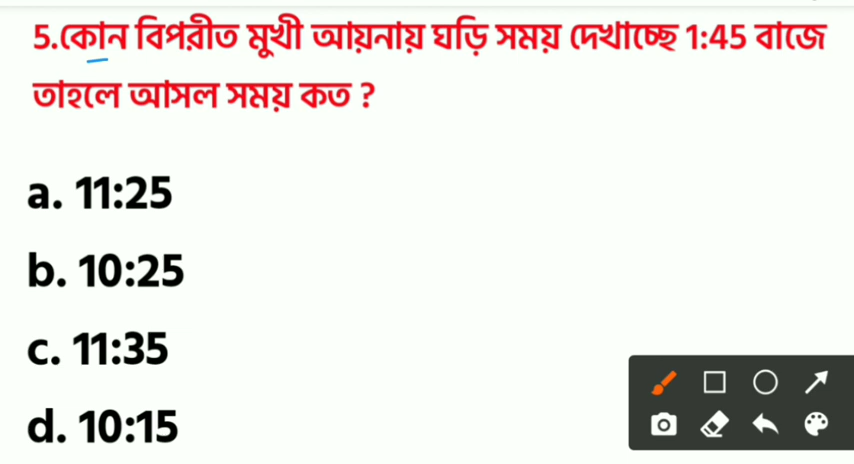 5.কোন বিপরীত মুখী আয়নায় ঘড়ি সময় দেখাচ্ছে 1:45 বাজে
তাহলে আসল সময় কত ?
a. 11:25
b. 10:25
c. 11:35
d. 10:15